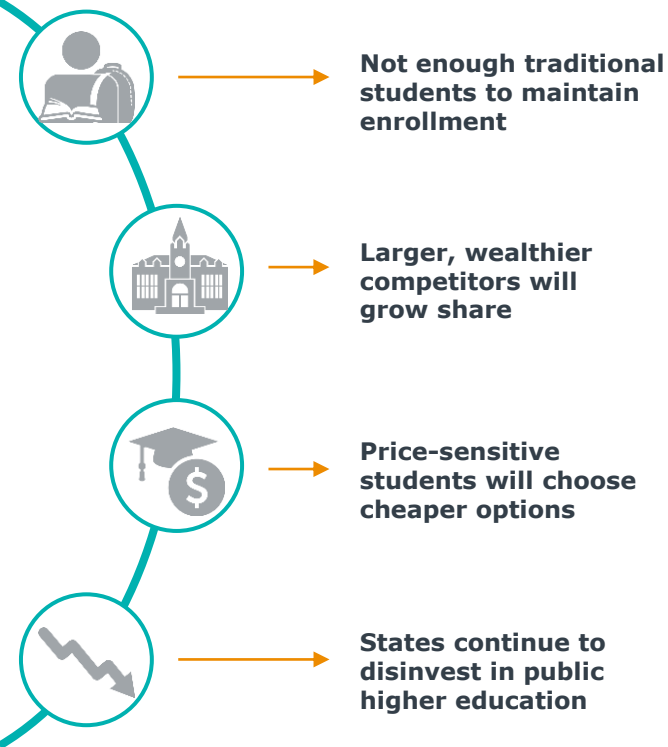 Not enough traditional
students to maintain
enrollment
Larger, wealthier
competitors will
grow share
$
Price-sensitive
students will choose
cheaper options
States continue to
disinvest in public
higher education